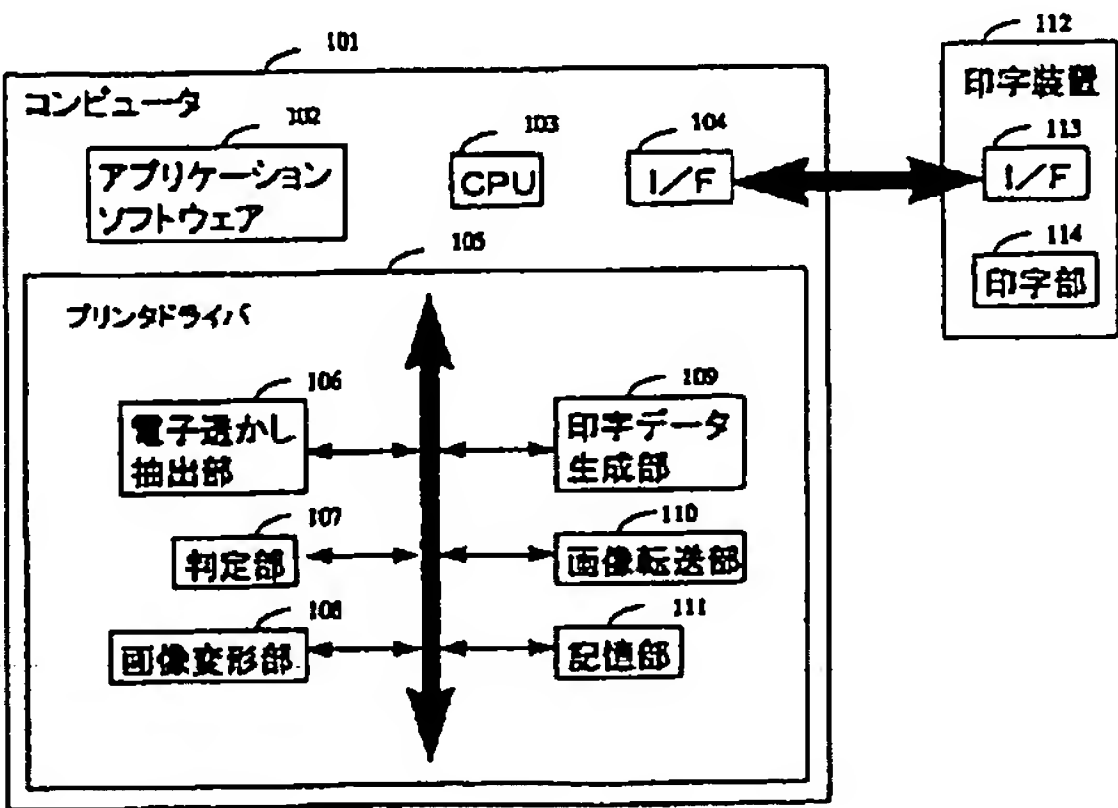 101
112
コンピュータ
印字装置
102
103
104
113
アプリケーション
ソフトウェア
CPU
I/F
I/F
105
114
印字部
プリンタドライバ
106
109
電子透かし
抽出部
印字データ
生成部
107
110
判定部
画像転送部
108
111
画像変形部
記憶部